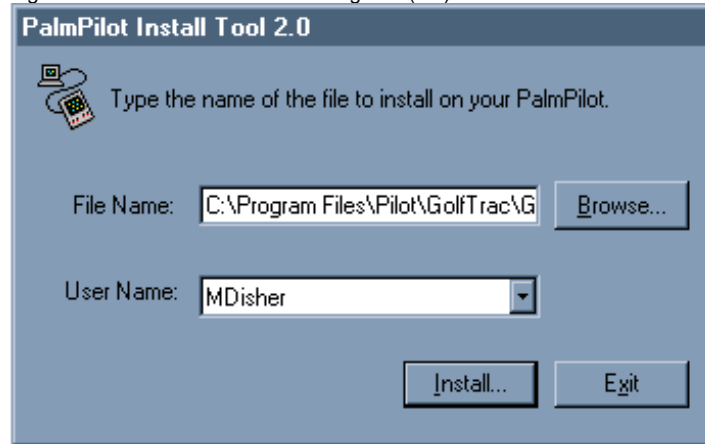 PalmPilot Install Tool 2.0
Type the name of the file to install on your PalmPilot.
File Name: C:\Program Files\Pilot\GolfTrac\G Browse...
User Name: MDisher
Install... Exit